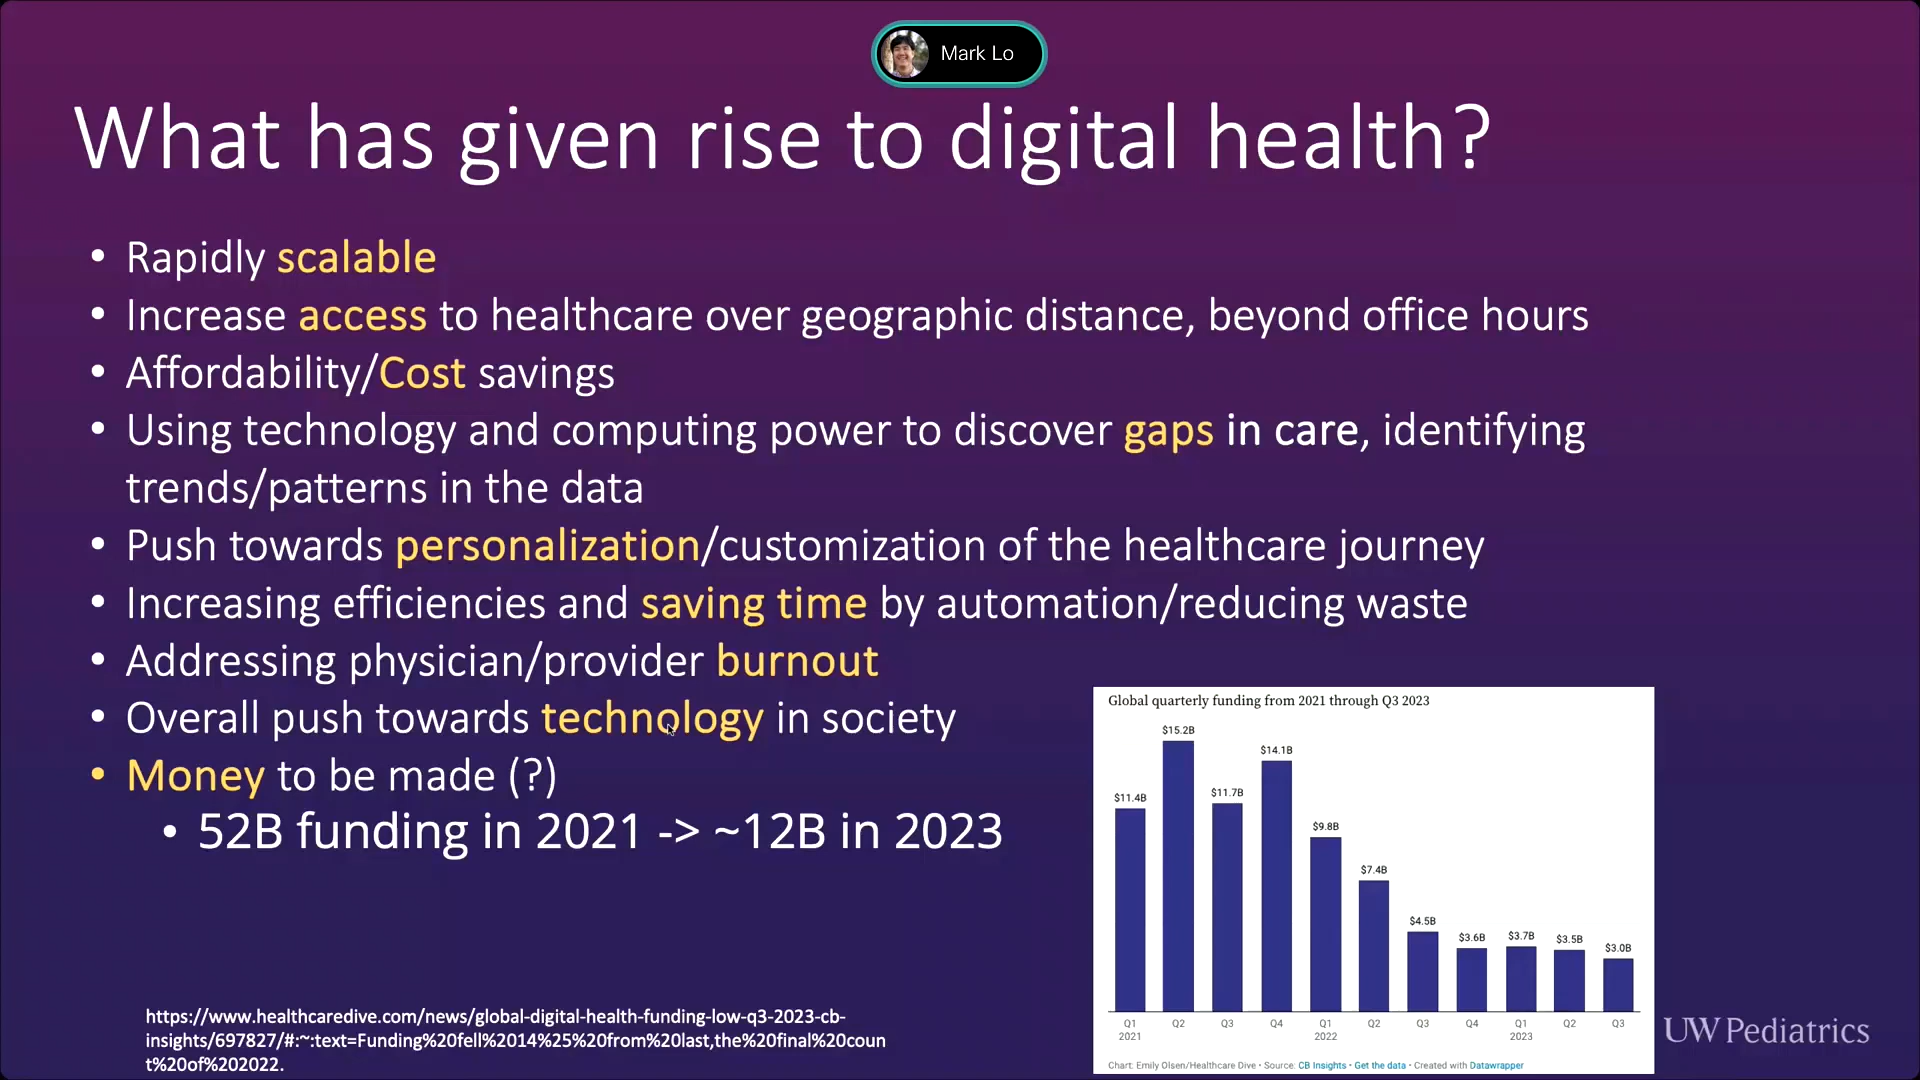 Mark Lo
What has given rise to digital health?
• Rapidly scalable
• Increase access to healthcare over geographic distance, beyond office hours
• Affordability/Cost savings
• Using technology and computing power to discover gaps in care, identifying
trends/patterns in the data
• Push towards personalization/customization of the healthcare journey
• Increasing efficiencies and saving time by automation/reducing waste
• Addressing physician/provider burnout
• Overall push towards technology in society
• Money to be made (?)
• 52B funding in 2021 -> ~12B in 2023
Global quarterly funding from 2021 through Q3 2023
$11.4B
$15.2B
$11.7B
$14.1B
$9.8B
$7.4B
$4.5B
$3.6B
$3.7B
$3.5B
$3.0B
Q1 Q2 Q3 Q4 Q1 Q2 Q3 Q4 Q1 Q2 Q3
2021 2022 2023
Chart: Emily Olsen/Healthcare Dive • Source: CB Insights • Get the data • Created with Datawrapper
https://www.healthcaredive.com/news/global-digital-health-funding-low-q3-2023-cb-
insights/697827/#:~:text=Funding%20fell%2014%25%20from%20last,the%20final%20coun
t%20of%202022.
UW Pediatrics